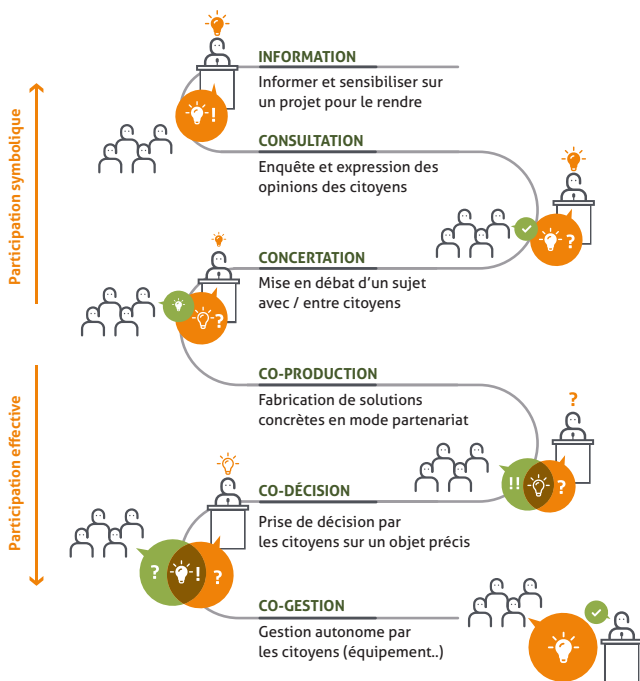 Participation symbolique
INFORMATION
Informer et sensibiliser sur
un projet pour le rendre
!
CONSULTATION
Enquête et expression des
opinions des citoyens
?
CONCERTATION
Mise en débat d'un sujet
avec / entre citoyens
?
Participation effective
CO-PRODUCTION
Fabrication de solutions
concrètes en mode partenariat
?
!! ?
CO-DÉCISION
Prise de décision par
les citoyens sur un objet précis
? ! ?
CO-GESTION
Gestion autonome par
les citoyens (équipement..)